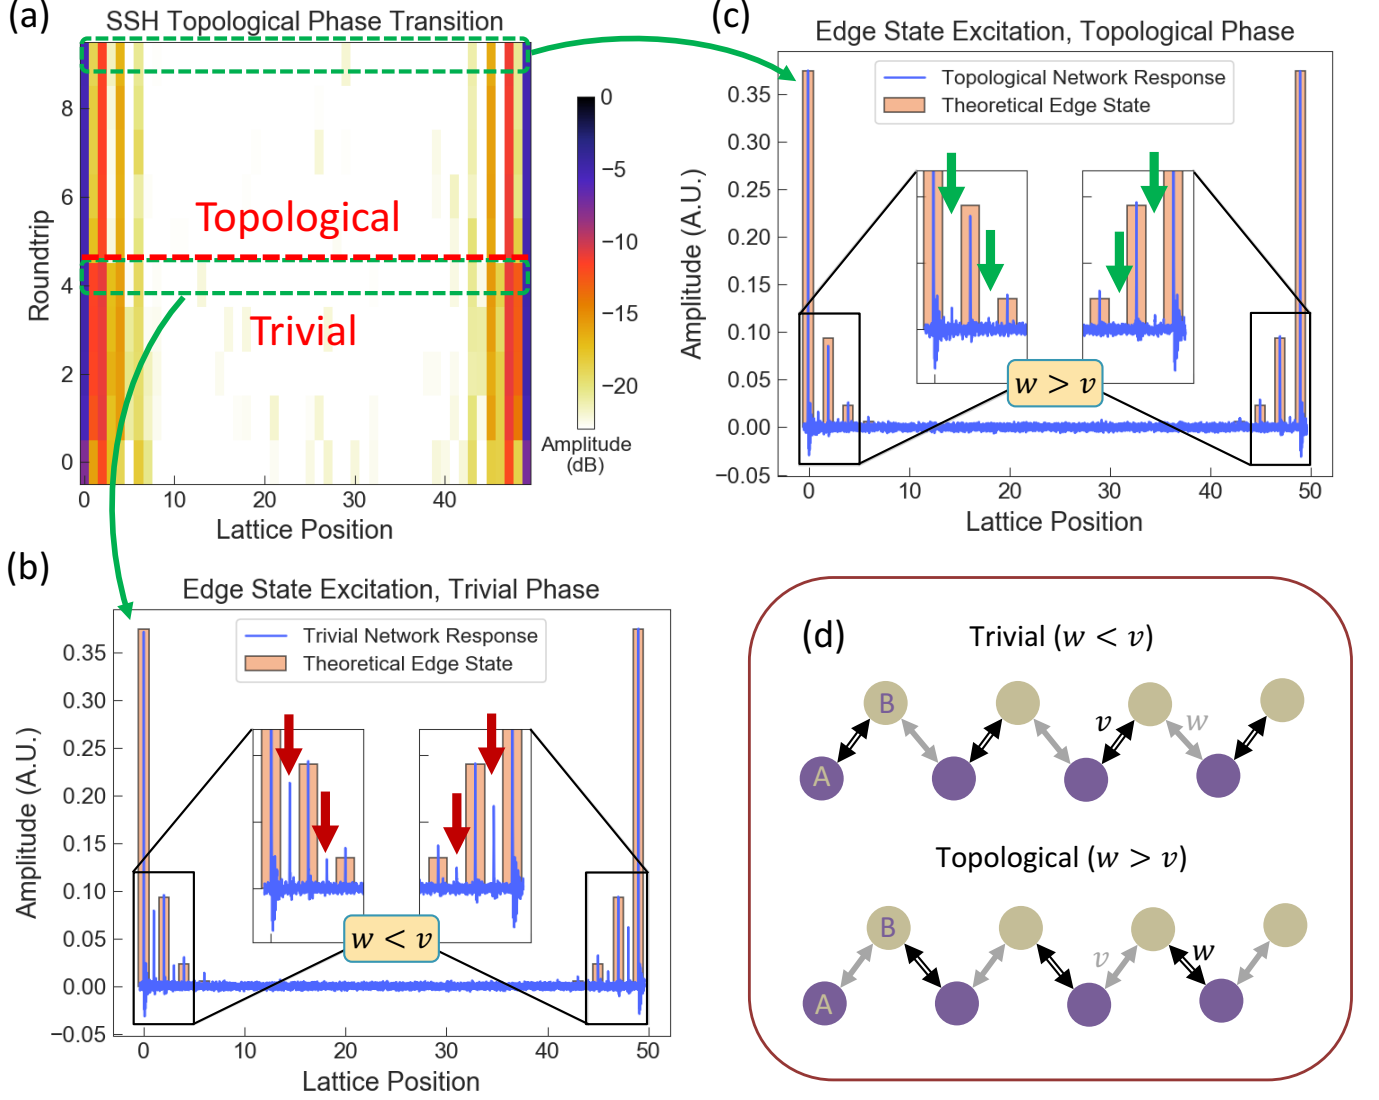 (a)
SSH Topological Phase Transition
Roundtrip
8
6
4
2
0
Topological
Trivial
0
10
20
30
40
Lattice Position
0
−5
−10
−15
−20
Amplitude
(dB)
(c)
Edge State Excitation, Topological Phase
Topological Network Response
Theoretical Edge State
Amplitude (A.U.)
0.35
0.30
0.25
0.20
0.15
0.10
0.05
0.00
−0.05
w > v
0
10
20
30
40
50
Lattice Position
(b)
Edge State Excitation, Trivial Phase
Trivial Network Response
Theoretical Edge State
Amplitude (A.U.)
0.35
0.30
0.25
0.20
0.15
0.10
0.05
0.00
−0.05
w < v
0
10
20
30
40
50
Lattice Position
(d)
Trivial (w < v)
B
v
w
A
Topological (w > v)
B
v
w
A